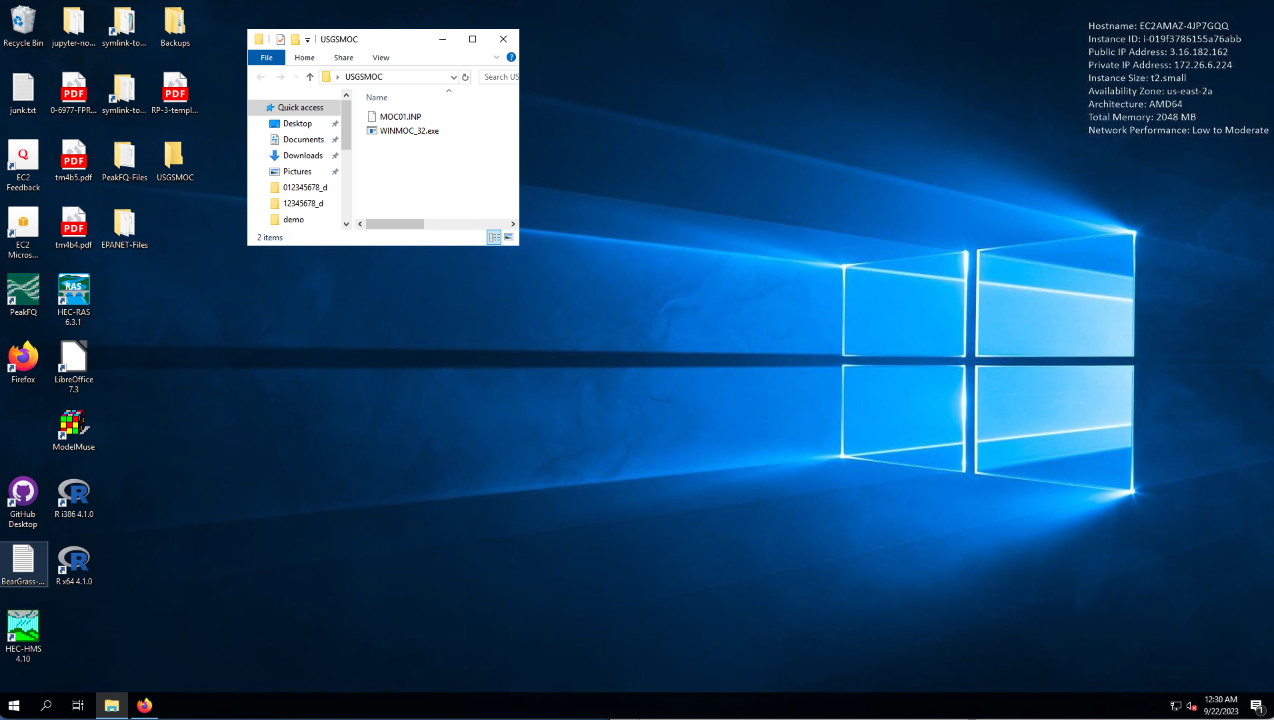 Recycle Bin
jupyter-no...
symlink-to...
Backups
junk.txt
0-6977-FPR...
symlink-to...
RP-3-templ...
EC2
Feedback
tm4b5.pdf
PeakFQ-Files
USGSMOC
EC2
Micros...
tm4b4.pdf
EPANET-Files
PeakFQ
HEC-RAS
6.3.1
Firefox
LibreOffice
7.3
ModelMuse
GitHub
Desktop
R i386 4.1.0
BearGrass-...
R x64 4.1.0
HEC-HMS
4.10
PDF
PDF
PDF
PDF
RAS
USGSMOC
File
Home
Share
View
USGSMOC
Search US
Name
Quick access
Desktop
Documents
Downloads
Pictures
012345678_d
12345678_d
demo
MOC01.INP
WINMOC_32.exe
2 items
Hostname: EC2AMAZ-4JP7GQQ
Instance ID: i-019f3786155a76abb
Public IP Address: 3.16.182.162
Private IP Address: 172.26.6.224
Instance Size: t2.small
Availability Zone: us-east-2a
Architecture: AMD64
Total Memory: 2048 MB
Network Performance: Low to Moderate
12:30 AM
9/22/2023
1